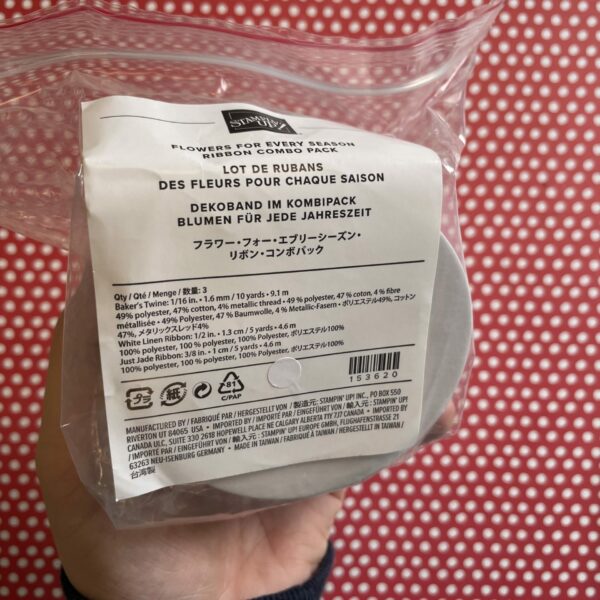 STAMPIN' UP!
FLOWERS FOR EVERY SEASON
RIBBON COMBO PACK
LOT DE RUBANS
DES FLEURS POUR CHAQUE SAISON
DEKOBAND IM KOMBIPACK
BLUMEN FÜR JEDE JAHRESZEIT
フラワー・フォー・エブリーシーズン・
リボン・コンボパック
Qty / Qté / Menge / 数量: 3
Baker's Twine: 1/16 in. • 1.6 mm / 10 yards • 9.1 m
49% polyester, 47% cotton, 4% metallic thread • 49 % polyester, 47 % coton, 4 % fibre
métallisée • 49% Polyester, 47 % Baumwolle, 4 % Metallic-Fasern • ポリエステル49%, コットン
47%, メタリックスレッド4%
White Linen Ribbon: 1/2 in. • 1.3 cm / 5 yards • 4.6 m
100% polyester, 100 % polyester, 100% Polyester, ポリエステル100%
Just Jade Ribbon: 3/8 in. • 1 cm / 5 yards • 4.6 m
100% polyester, 100 % polyester, 100% Polyester, ポリエステル100%
プラ
紙
81
C/PAP
153620
MANUFACTURED BY / FABRIQUÉ PAR / HERGESTELLT VON / 製造元: STAMPIN' UP! INC., PO BOX 550
RIVERTON UT 84065 USA • IMPORTED BY / IMPORTÉ PAR / EINGEFÜHRT VON / 輸入元: STAMPIN' UP!
CANADA ULC, SUITE 330 2618 HOPEWELL PLACE NE CALGARY ALBERTA T1Y 7J7 CANADA • IMPORTED BY
/ IMPORTÉ PAR / EINGEFÜHRT VON / 輸入元: STAMPIN' UP! EUROPE GMBH, FLUGHAFENSTRASSE 21
63263 NEU-ISENBURG GERMANY • MADE IN TAIWAN / FABRIQUÉ À TAIWAN / HERGESTELLT IN TAIWAN /
台湾製